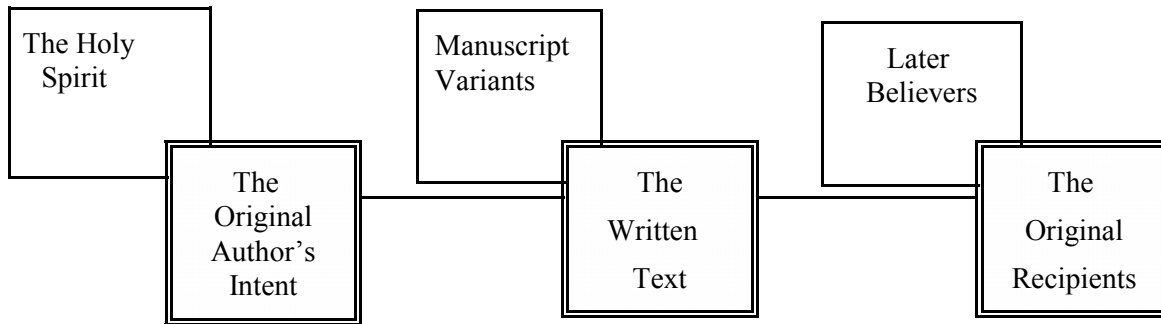 The Holy
Spirit
Manuscript
Variants
Later
Believers
The
Original
Author’s
Intent
The
Written
Text
The
Original
Recipients